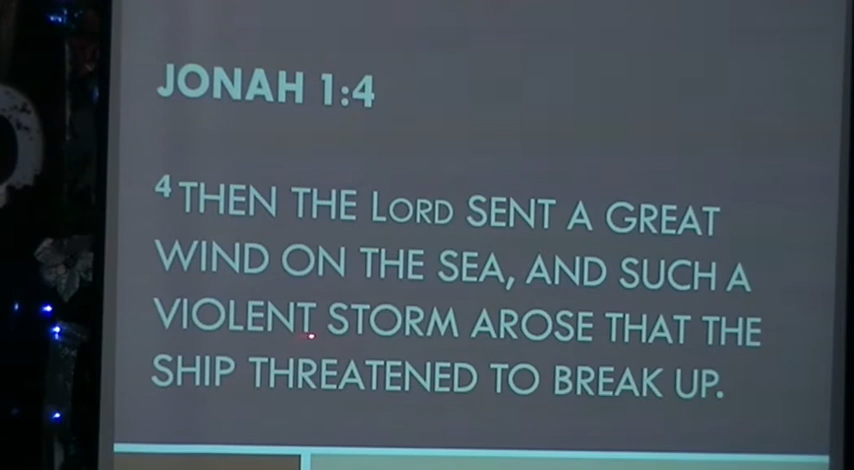 JONAH 1:4
4 THEN THE LORD SENT A GREAT
WIND ON THE SEA, AND SUCH A
VIOLENT STORM AROSE THAT THE
SHIP THREATENED TO BREAK UP.